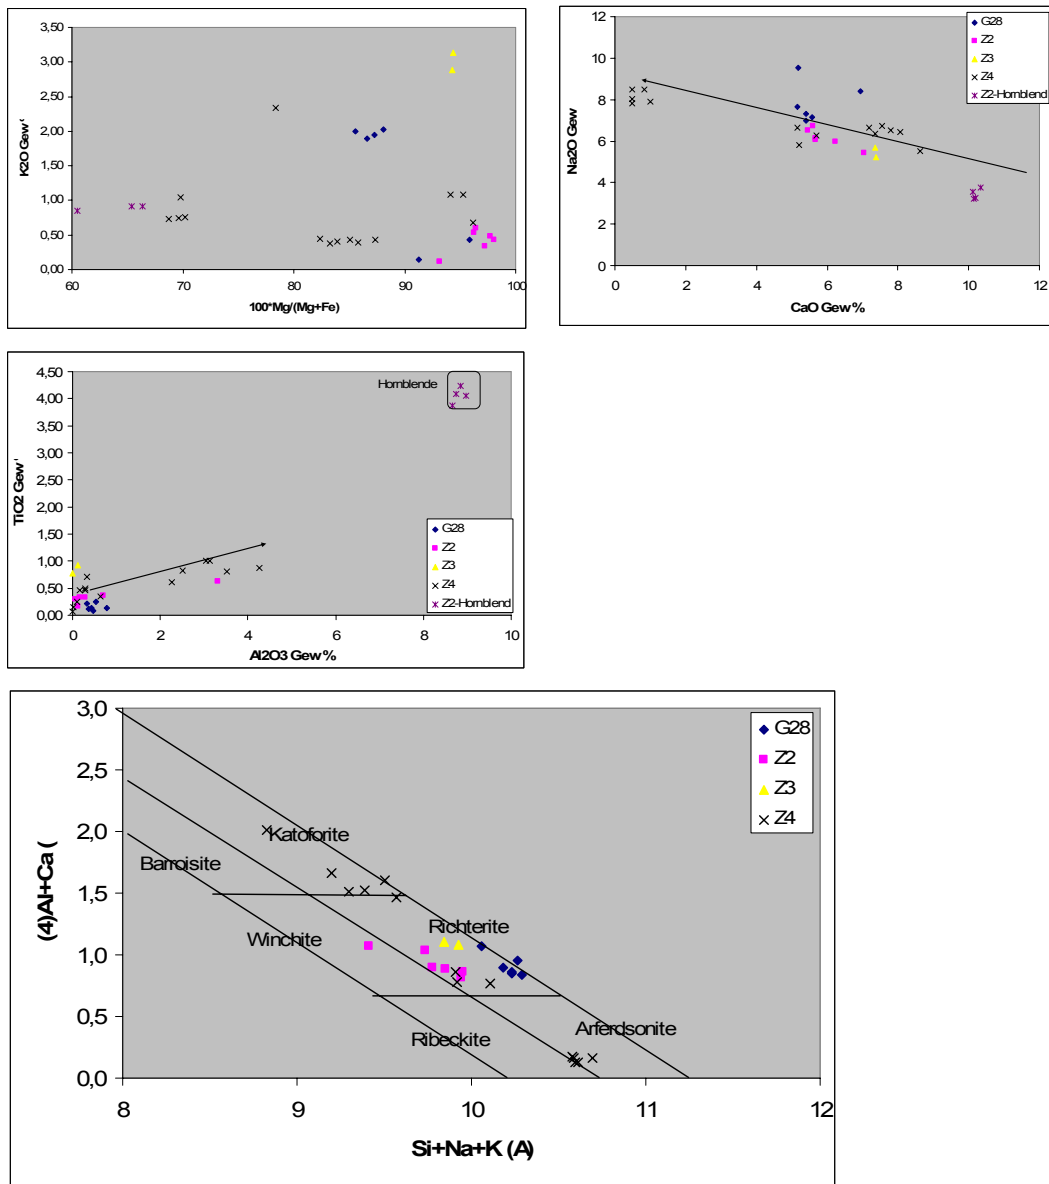 3,50
3,00
2,50
2,00
1,50
1,00
0,50
0,00
K2O Gew
60 70 80 90 100
100*Mg/(Mg+Fe)
12
10
8
6
4
2
0
Na2O Gew
0 2 4 6 8 10 12
CaO Gew%
G28
Z2
Z3
Z4
Z2-Hornblend
4,50
4,00
3,50
3,00
2,50
2,00
1,50
1,00
0,50
0,00
TiO2 Gew
Hornblende
G28
Z2
Z3
Z4
Z2-Hornblend
0 2 4 6 8 10
Al2O3 Gew%
3,0
2,5
2,0
1,5
1,0
0,5
0,0
(4)Al+Ca (
G28
Z2
Z3
Z4
Katoforite
Barroisite
Richterite
Winchite
Arferdsonite
Ribeckite
8 9 10 11 12
Si+Na+K (A)